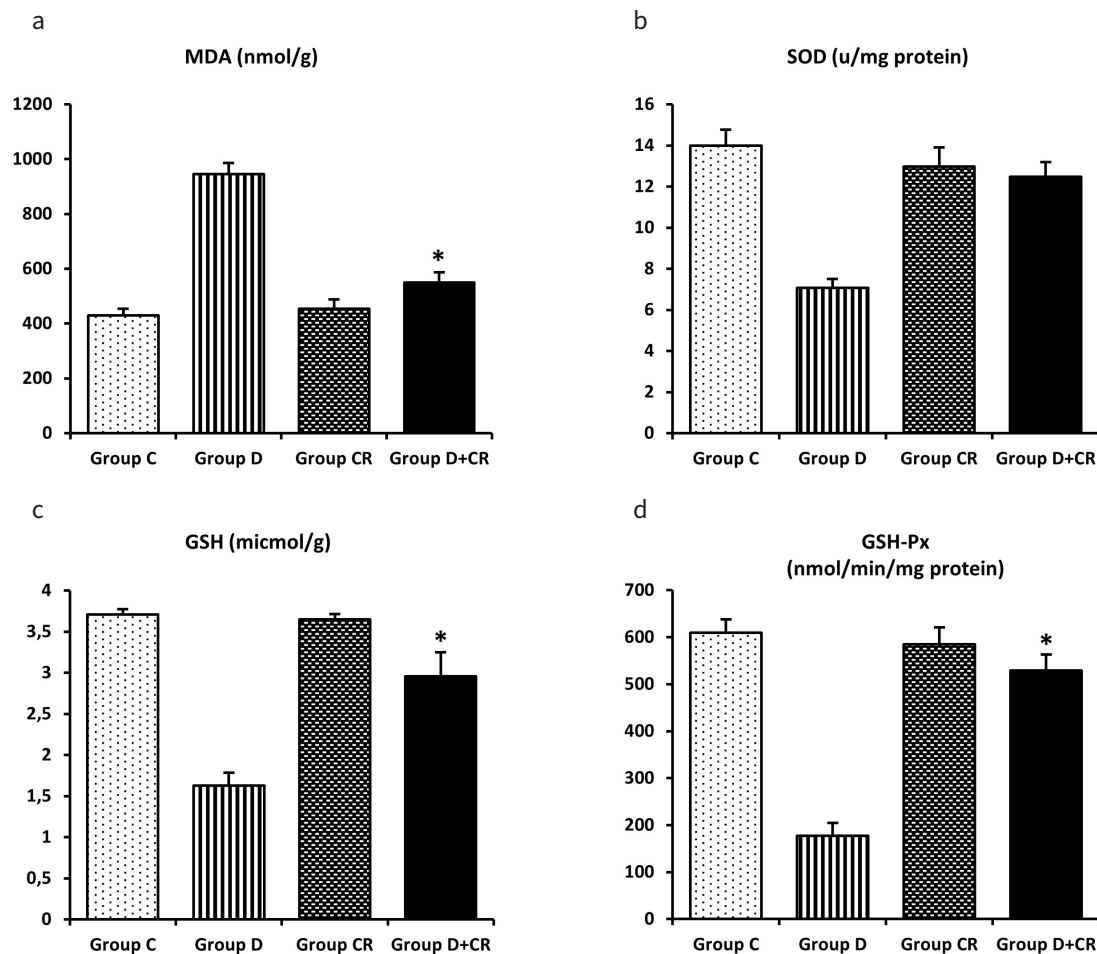 a
MDA (nmol/g)
1200
1000
800
600
400
200
0
*
Group C Group D Group CR Group D+CR
b
SOD (u/mg protein)
16
14
12
10
8
6
4
2
0
Group C Group D Group CR Group D+CR
c
GSH (micmol/g)
4
3,5
3
2,5
2
1,5
1
0,5
0
*
Group C Group D Group CR Group D+CR
d
GSH-Px
(nmol/min/mg protein)
700
600
500
400
300
200
100
0
*
Group C Group D Group CR Group D+CR